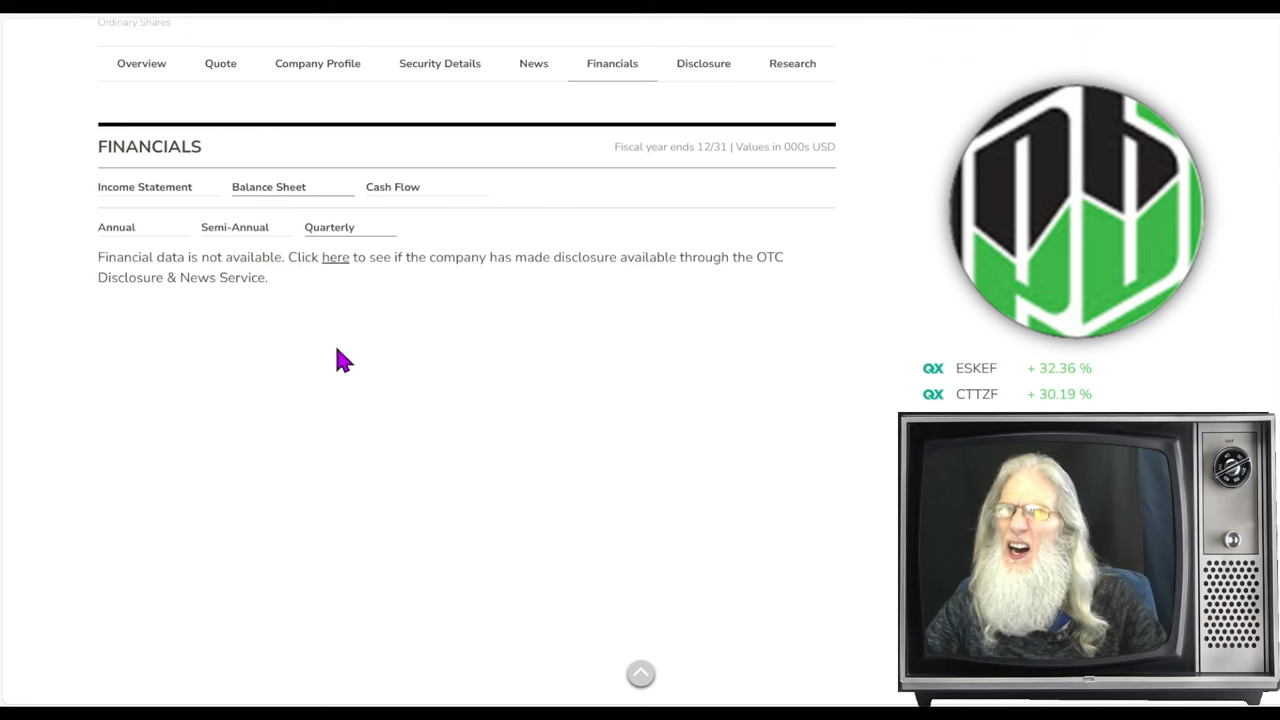 Ordinary Shares
Overview Quote Company Profile Security Details News Financials Disclosure Research
FINANCIALS
Fiscal year ends 12/31 | Values in 000s USD
Income Statement Balance Sheet Cash Flow
Annual Semi-Annual Quarterly
Financial data is not available. Click here to see if the company has made disclosure available through the OTC
Disclosure & News Service.
QX ESKEF + 32.36 %
QX CTTZF + 30.19 %